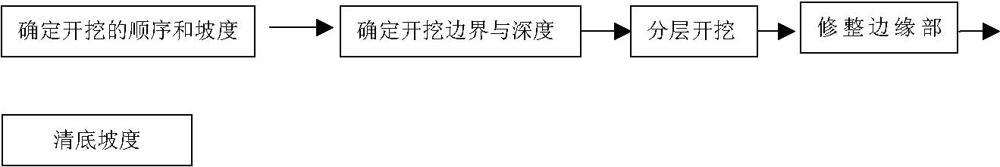 确定开挖的顺序和坡度
确定开挖边界与深度
分层开挖
修整边缘部
清底坡度